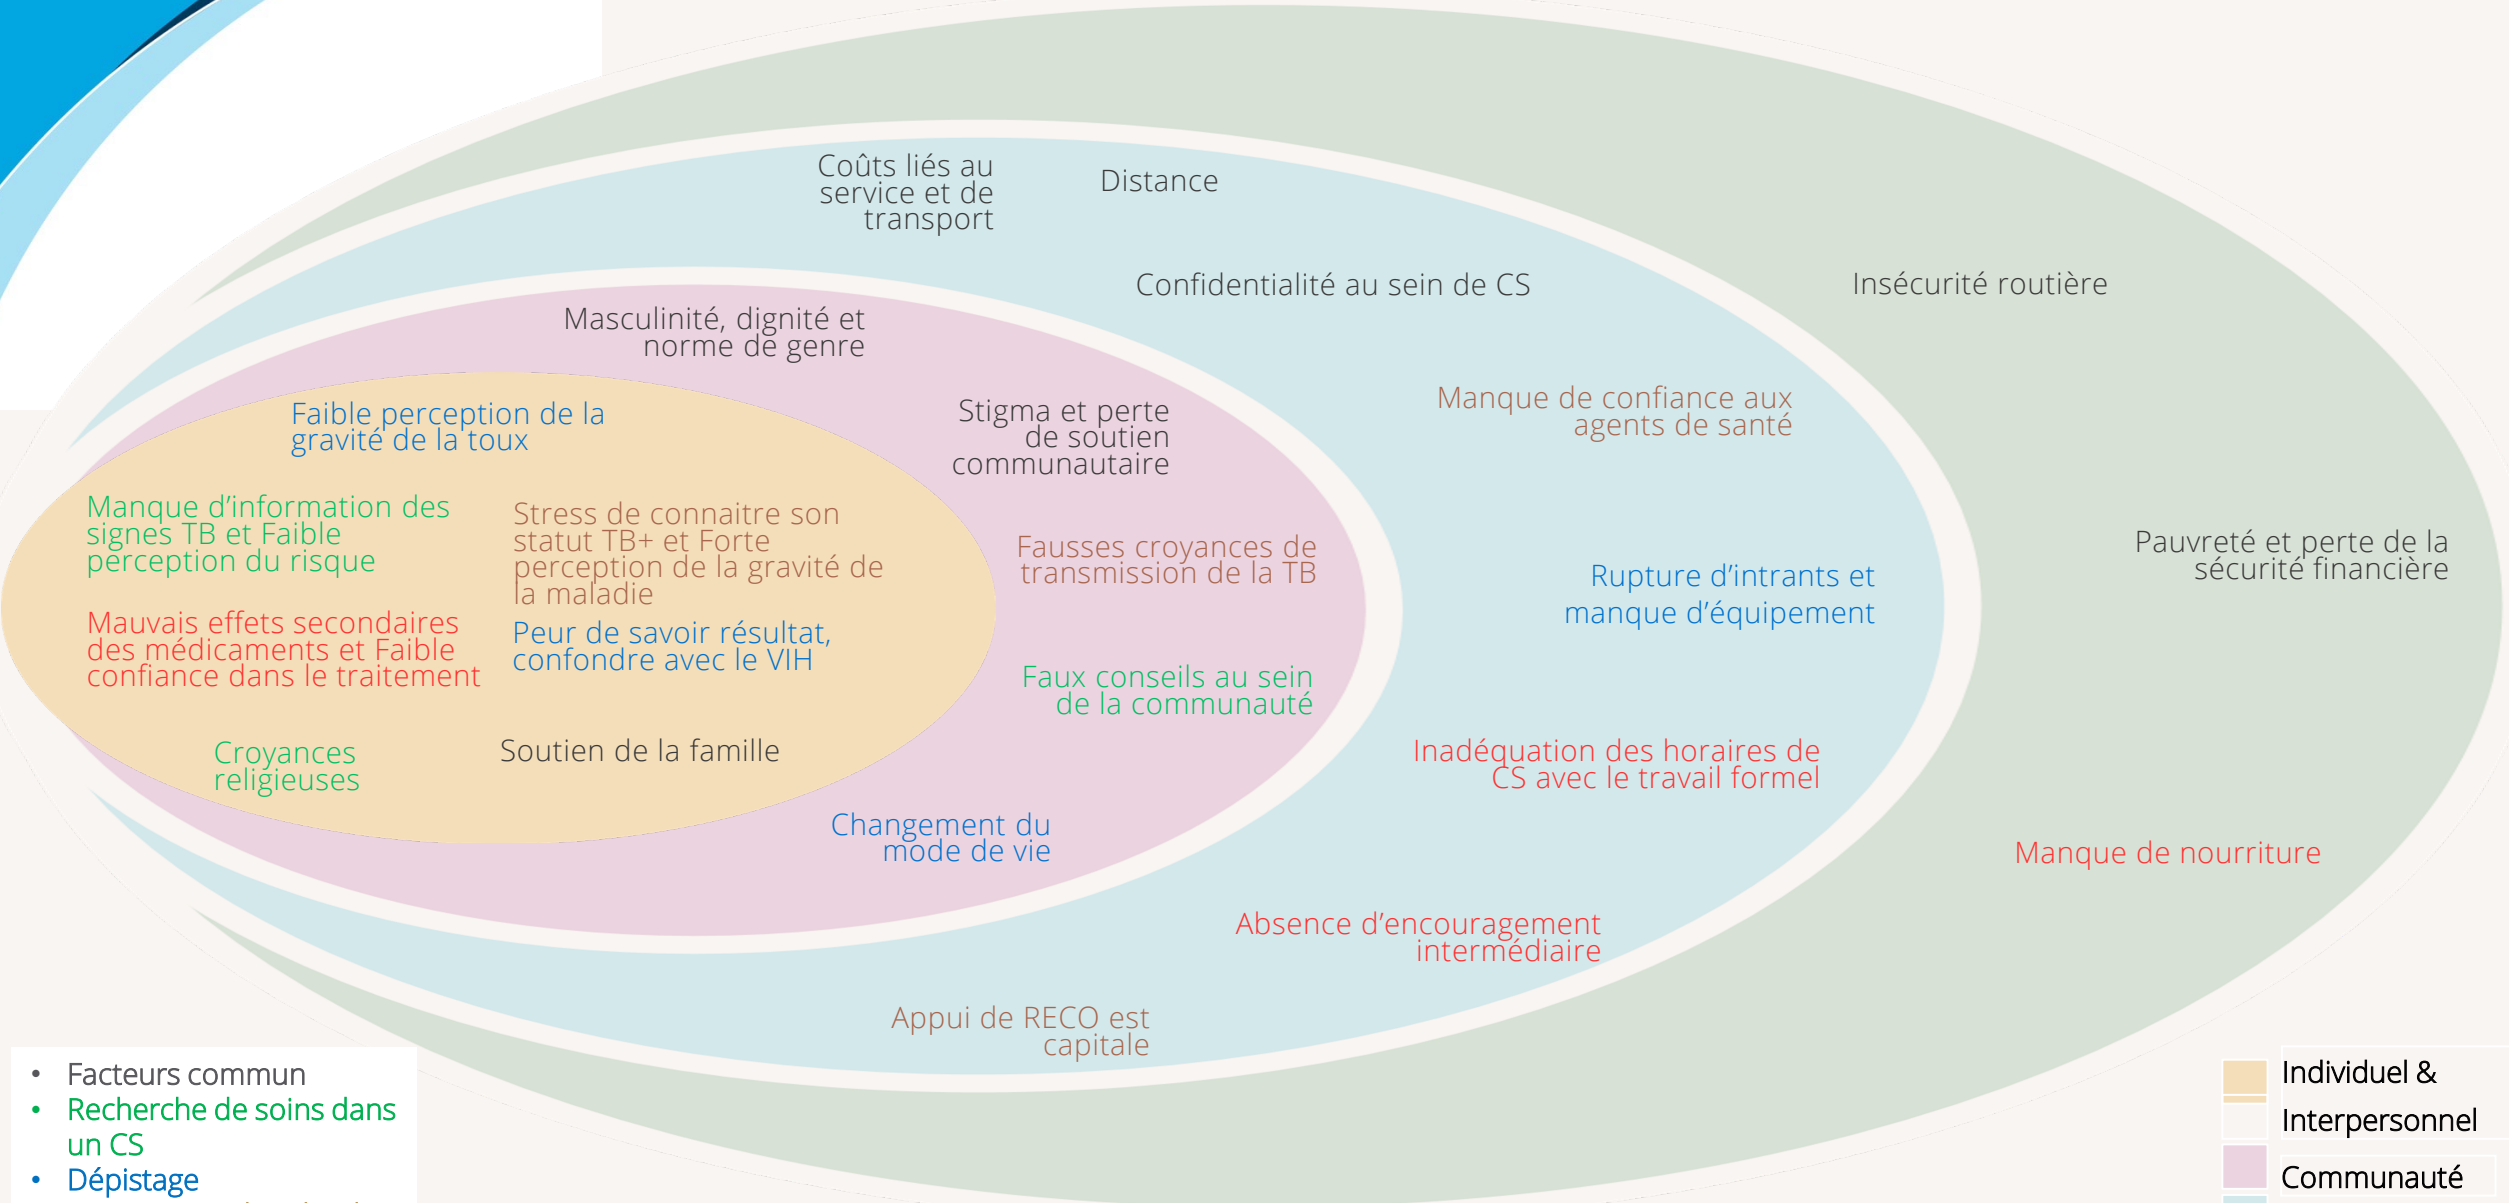 Coûts liés au
service et de
transport
Distance
Confidentialité au sein de CS
Insécurité routière
Masculinité, dignité et
norme de genre
Faible perception de la
gravité de la toux
Stigma et perte
de soutien
communautaire
Manque de confiance aux
agents de santé
Manque d’information des
signes TB et Faible
perception du risque
Stress de connaitre son
statut TB+ et Forte
perception de la gravité de
la maladie
Fausses croyances de
transmission de la TB
Rupture d’intrants et
manque d’équipement
Pauvreté et perte de la
sécurité financière
Mauvais effets secondaires
des médicaments et Faible
confiance dans le traitement
Peur de savoir résultat,
confondre avec le VIH
Faux conseils au sein
de la communauté
Croyances
religieuses
Soutien de la famille
Inadéquation des horaires de
CS avec le travail formel
Changement du
mode de vie
Manque de nourriture
Absence d’encouragement
intermédiaire
Appui de RECO est
capitale
• Facteurs commun
• Recherche de soins dans
un CS
• Dépistage
Individuel &
Interpersonnel
Communauté